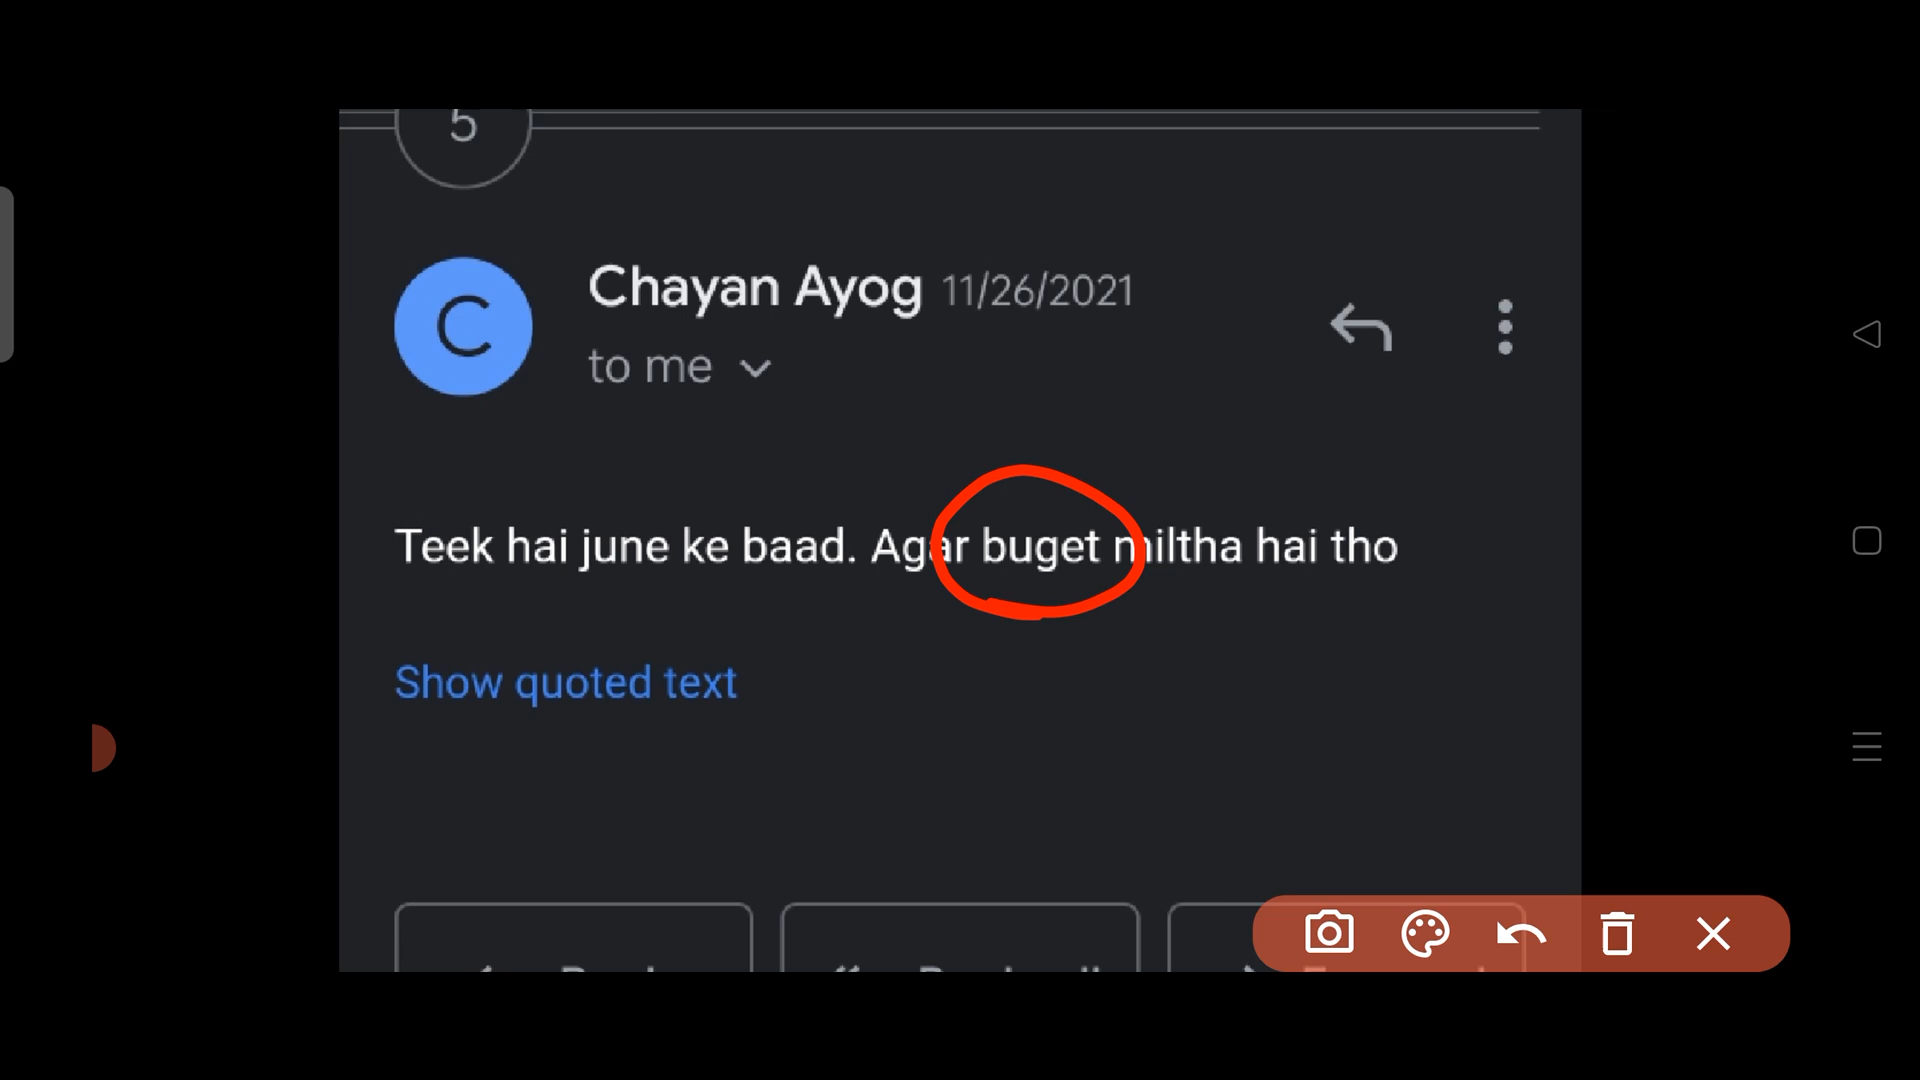 5
C
Chayan Ayog 11/26/2021
to me
Teek hai june ke baad. Agar buget miltha hai tho
Show quoted text